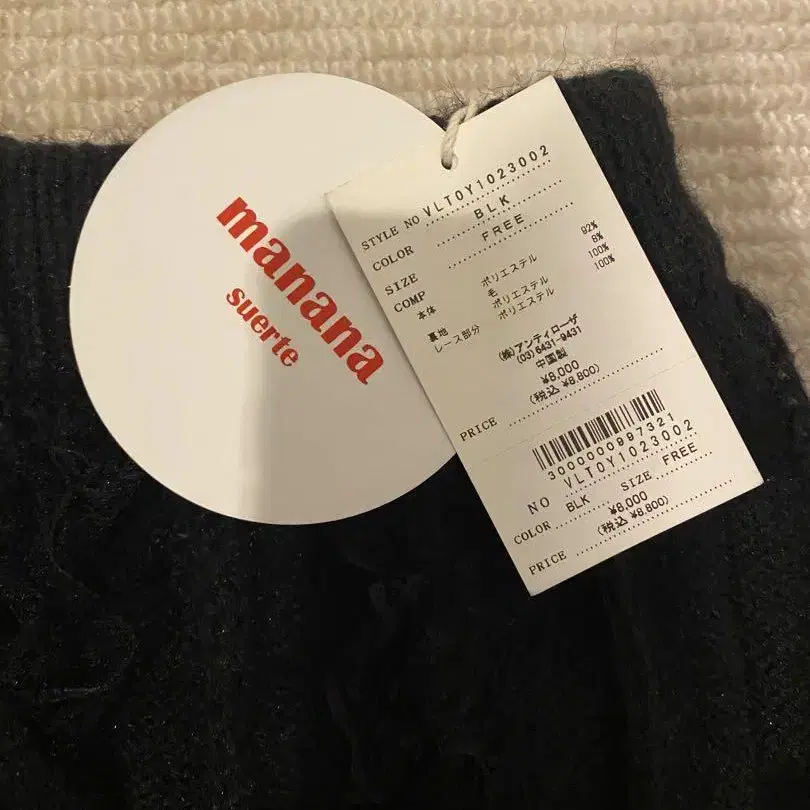 manana
suerte
STYLE NO VLT0Y1023002
COLOR BLK
SIZE FREE
COMP
本体 ポリエステル 92%
毛 8%
裏地 ポリエステル 100%
レース部分 ポリエステル 100%
(株)アンティローザ
(03)6431-9431
中国製
¥8,000
(税込 ¥8,800)
PRICE
3000000997321
NO VLT0Y1023002
COLOR BLK SIZE FREE
¥8,000
(税込 ¥8,800)
PRICE